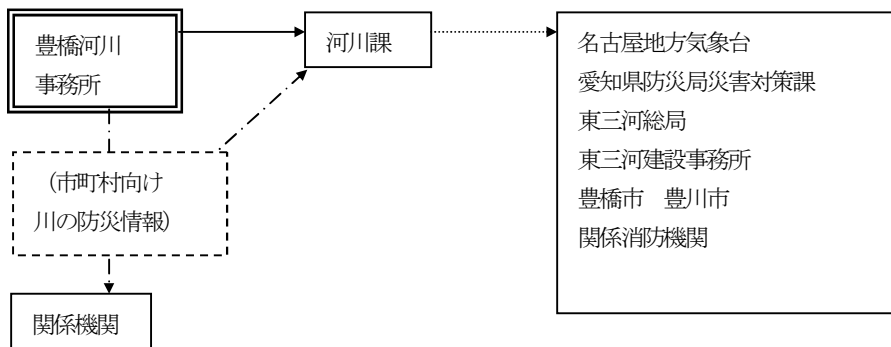 豊橋河川
事務所
河川課
名古屋地方気象台
愛知県防災局災害対策課
東三河総局
東三河建設事務所
豊橋市　豊川市
関係消防機関
（市町村向け
川の防災情報）
関係機関